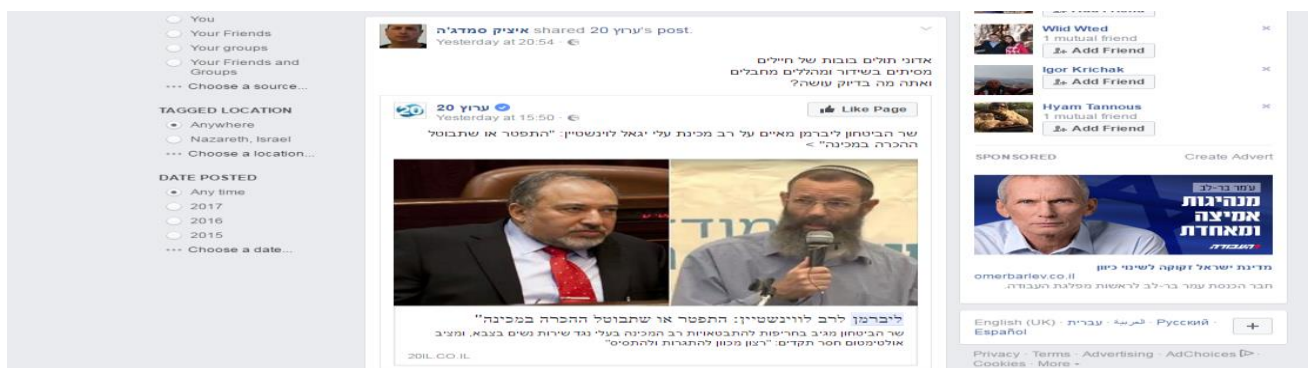 You
Your Friends
Your groups
Your Friends and
Groups
Choose a source...
TAGGED LOCATION
Anywhere
Nazareth, Israel
Choose a location...
DATE POSTED
Any time
2017
2016
2015
Choose a date...
איציק סמדג'ה shared ערוץ 20's post.
Yesterday at 20:54
אדוני תולים בובות של חיילים
מסיתים בשידור ומהללים מחבלים
ואתה מה בדיוק עושה?
20
ערוץ 20
Like Page
Yesterday at 15:50
שר הביטחון ליברמן מאיים על רב מכינת עלי יגאל לוינשטיין: "התפטר או שתבוטל
ההכרה במכינה" >
ליברמן לרב לווינשטיין: התפטר או שתבוטל ההכרה במכינה"
שר הביטחון מגיב בחריפות להתבטאויות רב המכינה בעלי נגד שירות נשים בצבא, ומציב
אולטימטום חסר תקדים: "רצון מכוון להתגרות ולהתסיס"
20IL.CO.IL
Add Friend
Wlid Wted
1 mutual friend
Add Friend
Igor Krichak
Add Friend
Hyam Tannous
1 mutual friend
Add Friend
SPONSORED
Create Advert
עמר בר-לב
מנהיגות
אמיצה
ומאחדת
העבודה
מדינת ישראל זקוקה לשינוי כיוון
omerbarlev.co.il
חבר הכנסת עמר בר-לב לראשות מפלגת העבודה.
English (UK) · עברית · العربية · Русский ·
Español
Privacy · Terms · Advertising · AdChoices ·
Cookies · More